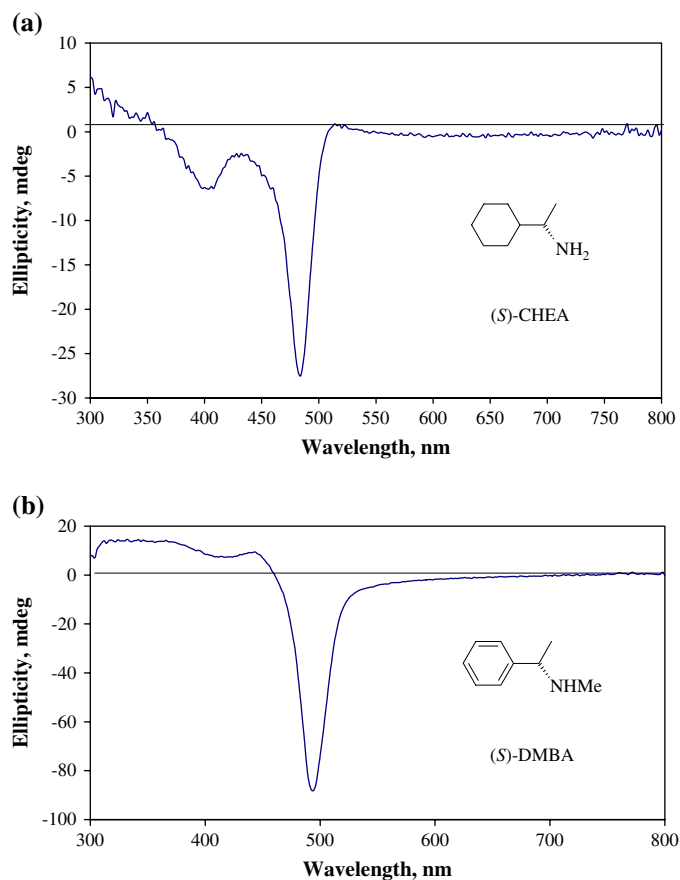 (a)
10
5
0
-5
-10
-15
-20
-25
-30
Ellipticity, mdeg
300 350 400 450 500 550 600 650 700 750 800
Wavelength, nm
NH2
(S)-CHEA
(b)
20
0
-20
-40
-60
-80
-100
Ellipticity, mdeg
300 400 500 600 700 800
Wavelength, nm
NHMe
(S)-DMBA